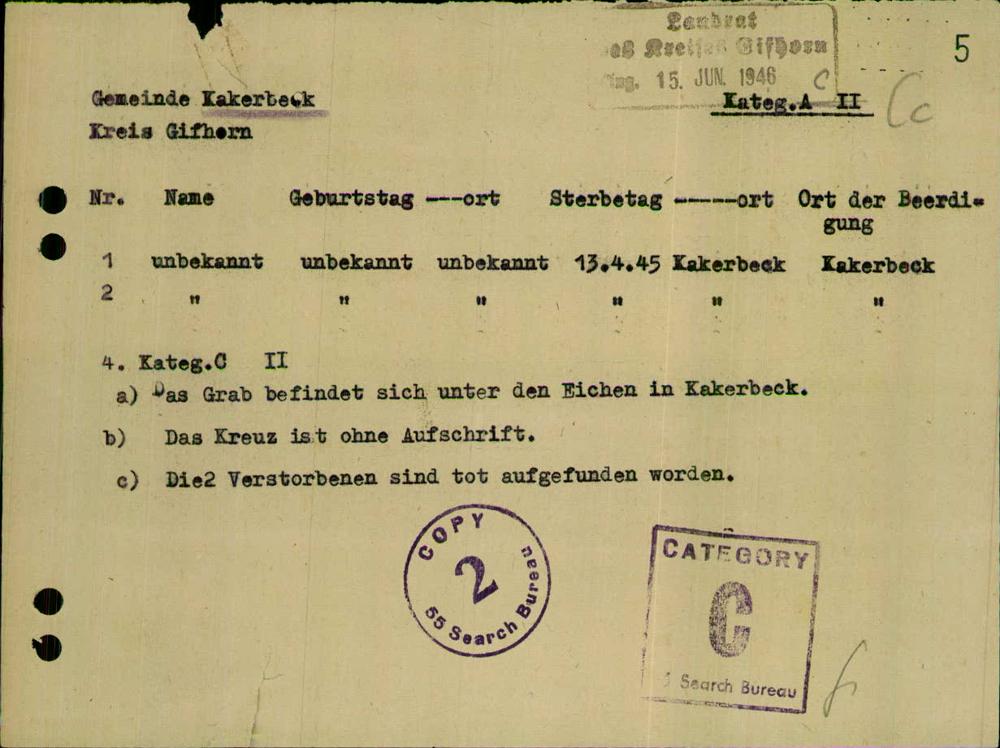 Landrat
des Kreises Gifhorn
Eing. 15. JUN. 1946
5
C
Gemeinde Kakerbeck
Kateg.A II
C
Kreis Gifhorn
Nr. Name Geburtstag ---ort Sterbetag -----ort Ort der Beerdi-
gung
1 unbekannt unbekannt unbekannt 13.4.45 Kakerbeck Kakerbeck
2 " " " " " "
4. Kateg.C II
a) Das Grab befindet sich unter den Eichen in Kakerbeck.
b) Das Kreuz ist ohne Aufschrift.
c) Die2 Verstorbenen sind tot aufgefunden worden.
COPY
2
55 Search Bureau
CATEGORY
C
Search Bureau